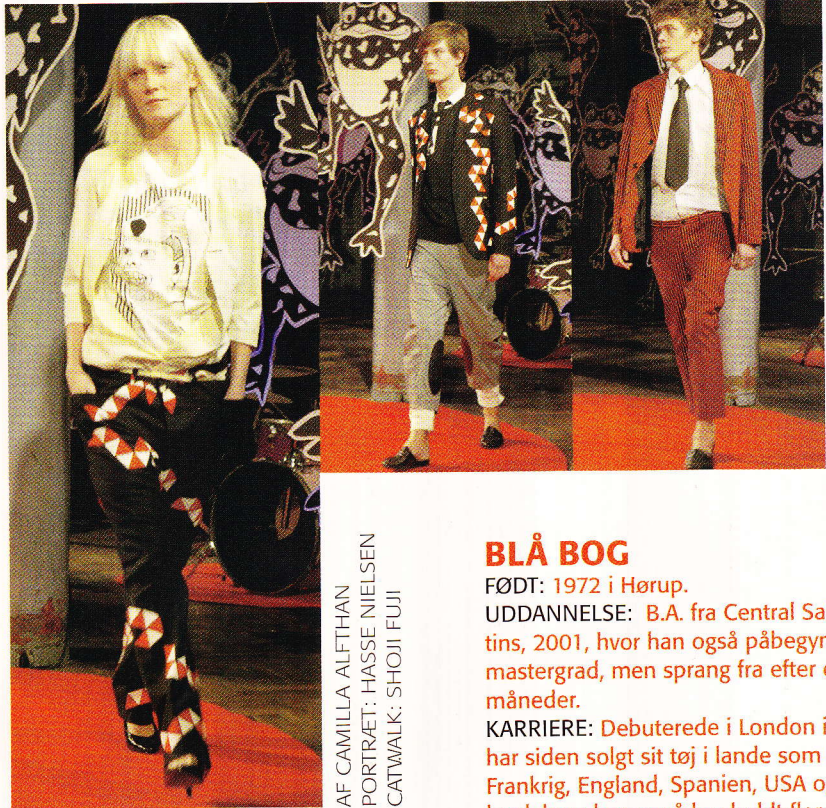 AF CAMILLA ALFTHAN
PORTRÆT: HASSE NIELSEN
CATWALK: SHOJI FUJI
BLÅ BOG
FØDT: 1972 i Hørup.
UDDANNELSE: B.A. fra Central Sa
tins, 2001, hvor han også påbegyn
mastergrad, men sprang fra efter
måneder.
KARRIERE: Debuterede i London i
har siden solgt sit tøj i lande som
Frankrig, England, Spanien, USA o